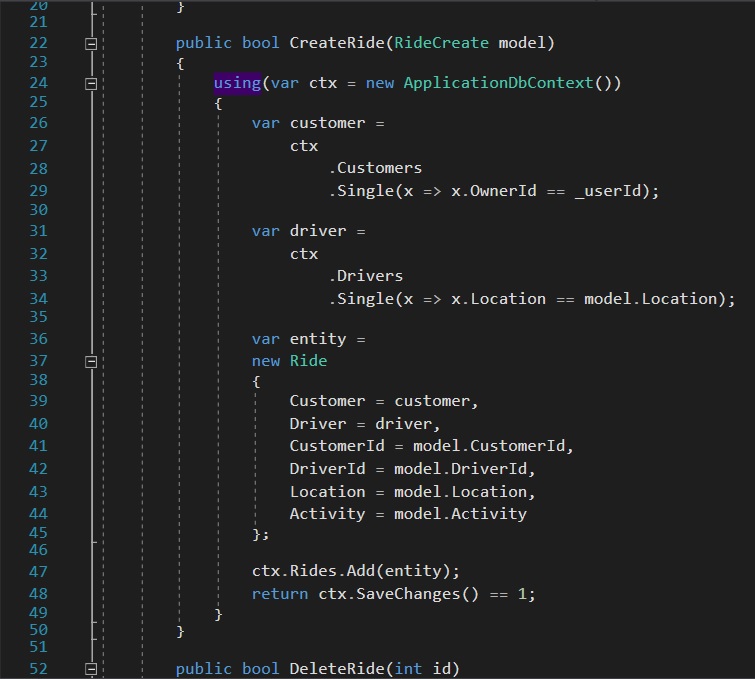 20 }
21
22 public bool CreateRide(RideCreate model)
23 {
24 using(var ctx = new ApplicationDbContext())
25 {
26 var customer =
27 ctx
28 .Customers
29 .Single(x => x.OwnerId == _userId);
30
31 var driver =
32 ctx
33 .Drivers
34 .Single(x => x.Location == model.Location);
35
36 var entity =
37 new Ride
38 {
39 Customer = customer,
40 Driver = driver,
41 CustomerId = model.CustomerId,
42 DriverId = model.DriverId,
43 Location = model.Location,
44 Activity = model.Activity
45 };
46
47 ctx.Rides.Add(entity);
48 return ctx.SaveChanges() == 1;
49 }
50 }
51
52 public bool DeleteRide(int id)